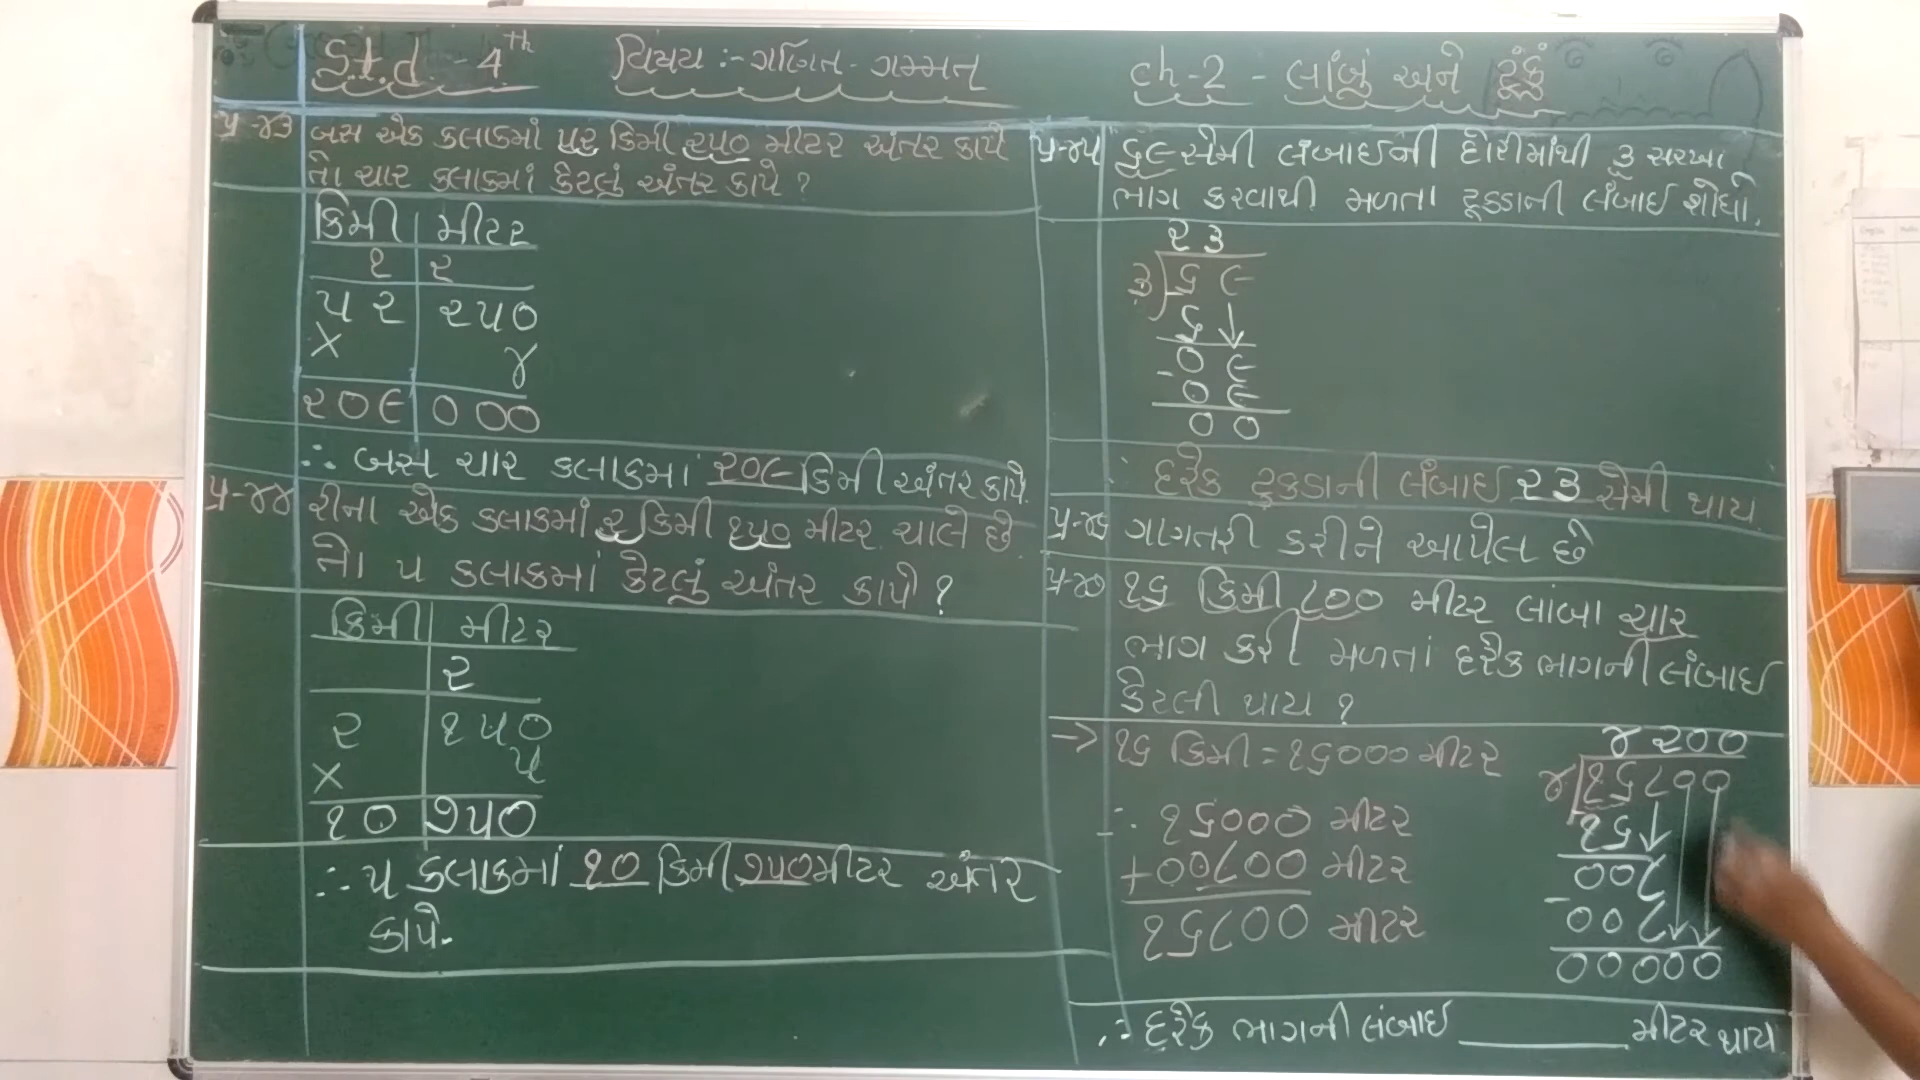 Std - 4th વિષય :- ગણિત - ગમ્મત ch-2 - લાંબુ અને ટૂંકું
પ્ર-૪૩ બસ એક કલાકમાં ૫૨ કિમી ૨૫૦ મીટર અંતર કાપે
તો ચાર કલાકમાં કેટલું અંતર કાપે ?
કિમી મીટર
૧ ૨
૫૨ ૨૫૦
× ૪
૨૦૯ ૦૦૦
∴ બસ ચાર કલાકમાં ૨૦૯ કિમી અંતર કાપે.
પ્ર-૪૪ રીના એક કલાકમાં ૨ કિમી ૧૫૦ મીટર ચાલે છે.
તો ૫ કલાકમાં કેટલું અંતર કાપે ?
કિમી મીટર
૨
૨ ૧૫૦
× ૫
૧૦ ૭૫૦
∴ ૫ કલાકમાં ૧૦ કિમી ૭૫૦ મીટર અંતર
કાપે.
પ્ર-૪૫ ૬૯ સેમી લંબાઈની દોરીમાંથી ૩ સરખા
ભાગ કરવાથી મળતા ટૂકડાની લંબાઈ શોધો.
૨૩
૩)૬૯
૬↓
-૦૯
૦૯
૦૦
∴ દરેક ટુકડાની લંબાઈ ૨૩ સેમી થાય
પ્ર-૪૬ ગાગતરી કરીને આપેલ છે
પ્ર-૪૭ ૧૬ કિમી ૮૦૦ મીટર લાંબા ચાર
ભાગ કરી મળતાં દરેક ભાગની લંબાઈ
કેટલી થાય ?
→ ૧૬ કિમી = ૧૬૦૦૦ મીટર
∴ ૧૬૦૦૦ મીટર
+૦૦૮૦૦ મીટર
૧૬૮૦૦ મીટર
૪૨૦૦
૪)૧૬૮૦૦
૧૬↓
૦૦૮
-૦૦૮↓↓
૦૦૦૦૦
∴ દરેક ભાગની લંબાઈ ______ મીટર થાય